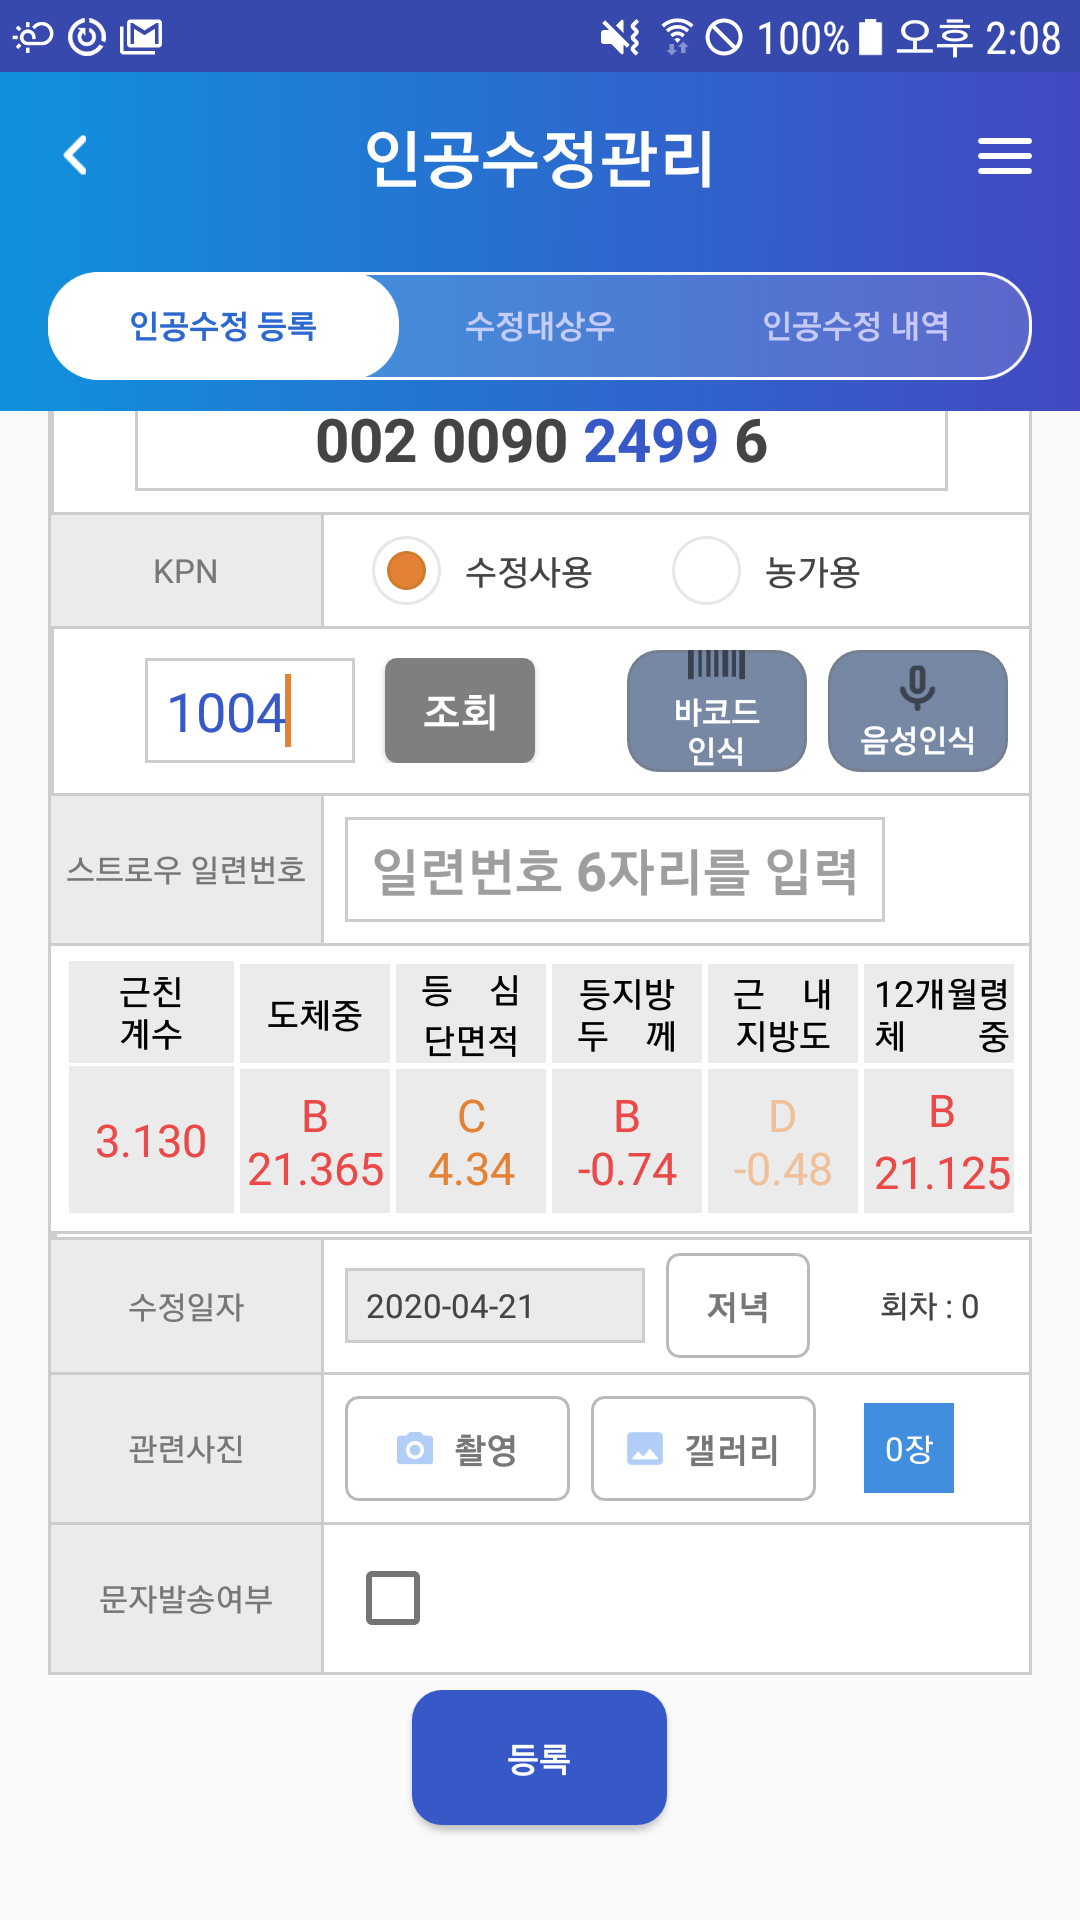 100% 오후 2:08
인공수정관리
인공수정 등록 수정대상우 인공수정 내역
002 0090 2499 6
KPN 수정사용 농가용
1004 조회 바코드 인식 음성인식
스트로우 일련번호 일련번호 6자리를 입력
근친 계수 도체중 등 심 단면적 등지방 두 께 근 내 지방도 12개월령 체 중
3.130 B 21.365 C 4.34 B -0.74 D -0.48 B 21.125
수정일자 2020-04-21 저녁 회차 : 0
관련사진 촬영 갤러리 0장
문자발송여부
등록